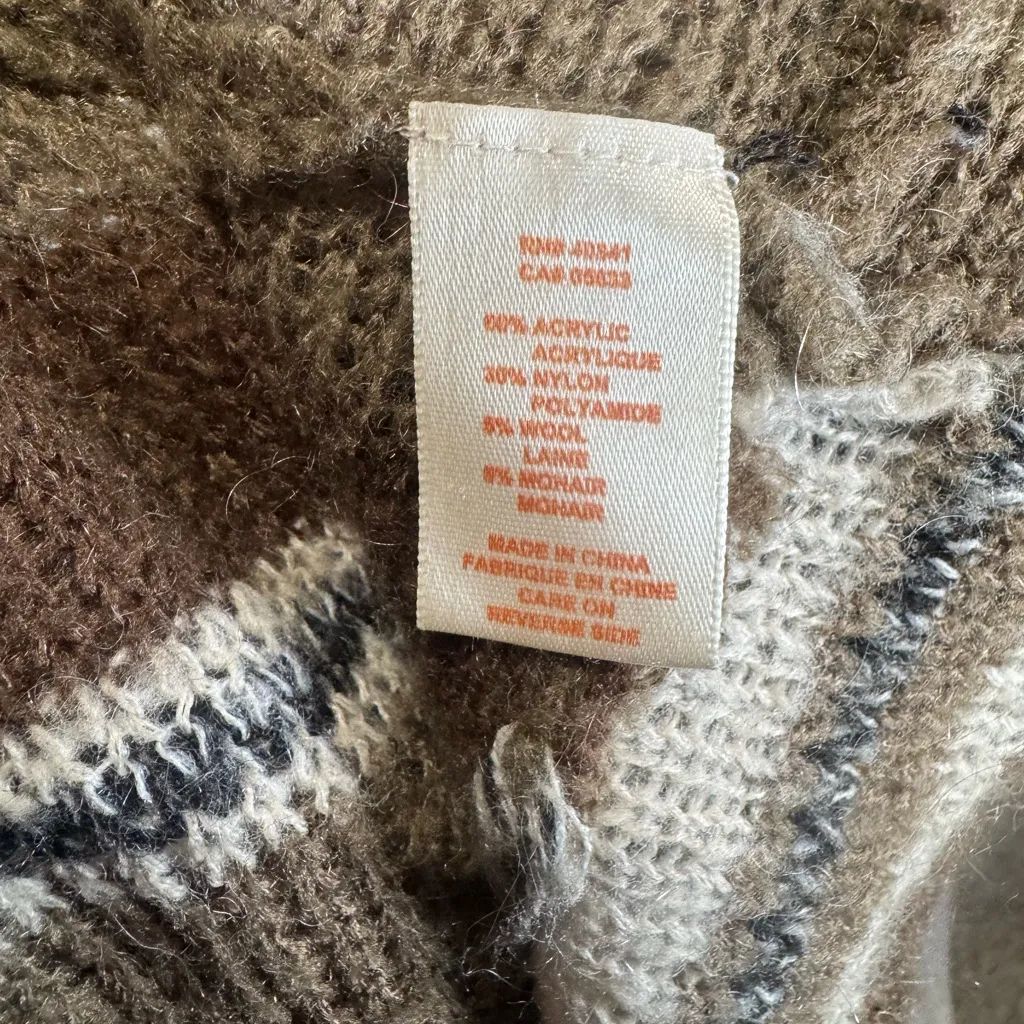 RN#
CA#
60% ACRYLIC
ACRYLIQUE
30% NYLON
POLYAMIDE
5% WOOL
LAINE
5% MOHAIR
MOHAIR
MADE IN CHINA
FABRIQUE EN CHINE
CARE ON
REVERSE SIDE